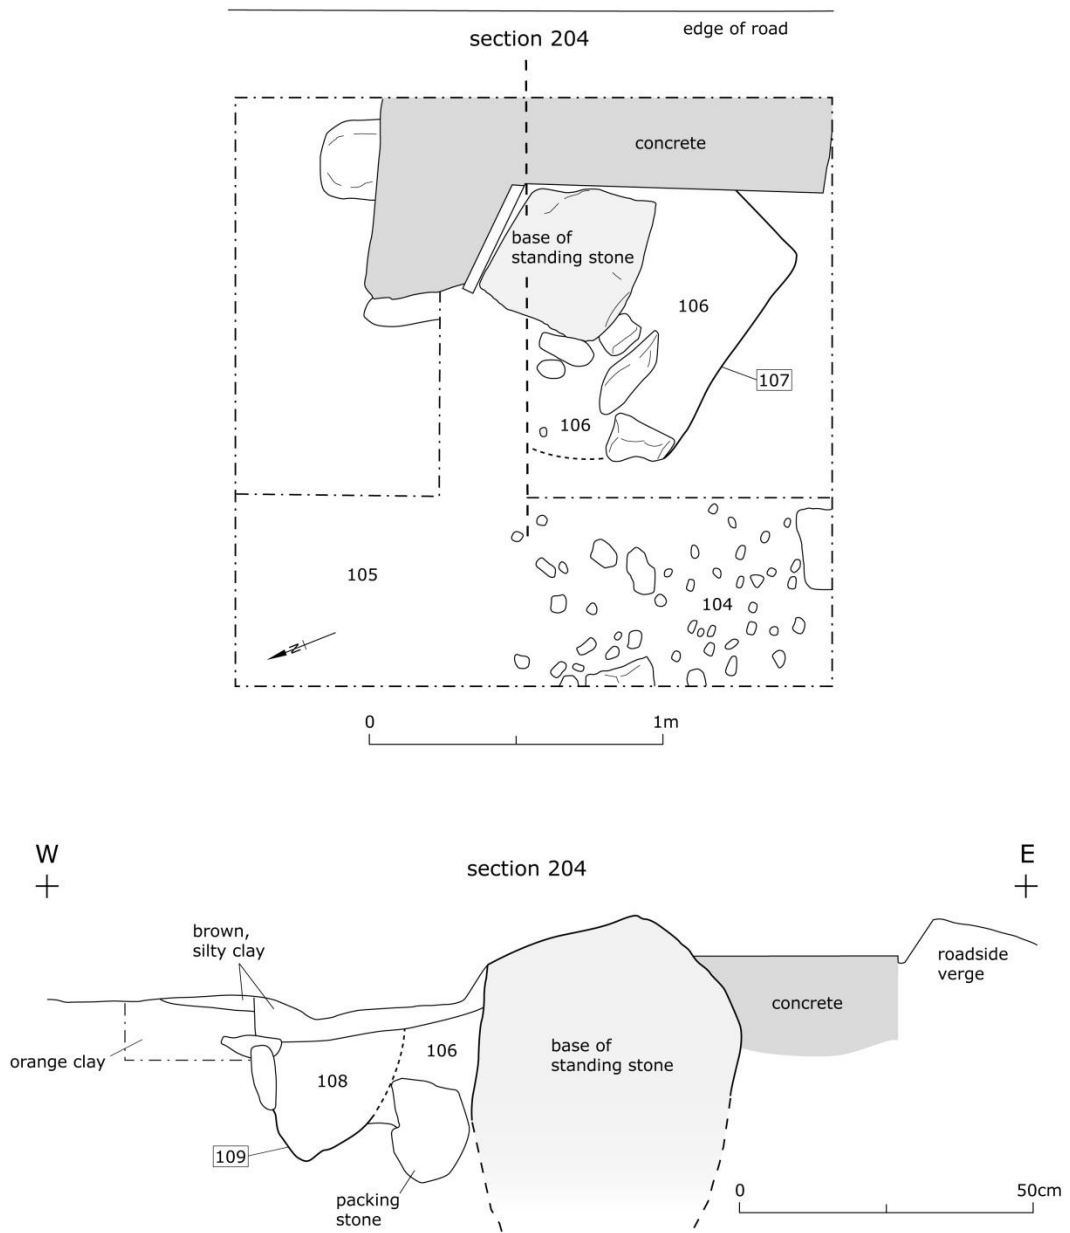 edge of road
section 204
concrete
base of
standing stone
106
107
106
105
104
N
0
1m
W
section 204
E
brown,
silty clay
roadside
verge
concrete
orange clay
106
base of
standing stone
108
109
packing
stone
0
50cm